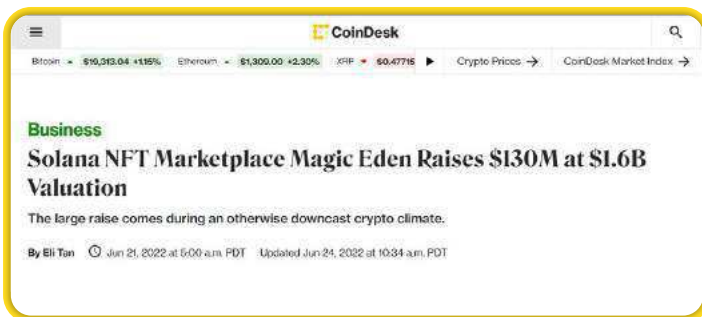 CoinDesk
Bitcoin $19,313.04 +1.15% Ethereum $1,309.00 +2.30% XRP $0.47715 Crypto Prices → CoinDesk Market Index →
Business
Solana NFT Marketplace Magic Eden Raises $130M at $1.6B
Valuation
The large raise comes during an otherwise downcast crypto climate.
By Eli Tan Jun 21, 2022 at 5:00 a.m. PDT Updated Jun 24, 2022 at 10:34 a.m. PDT